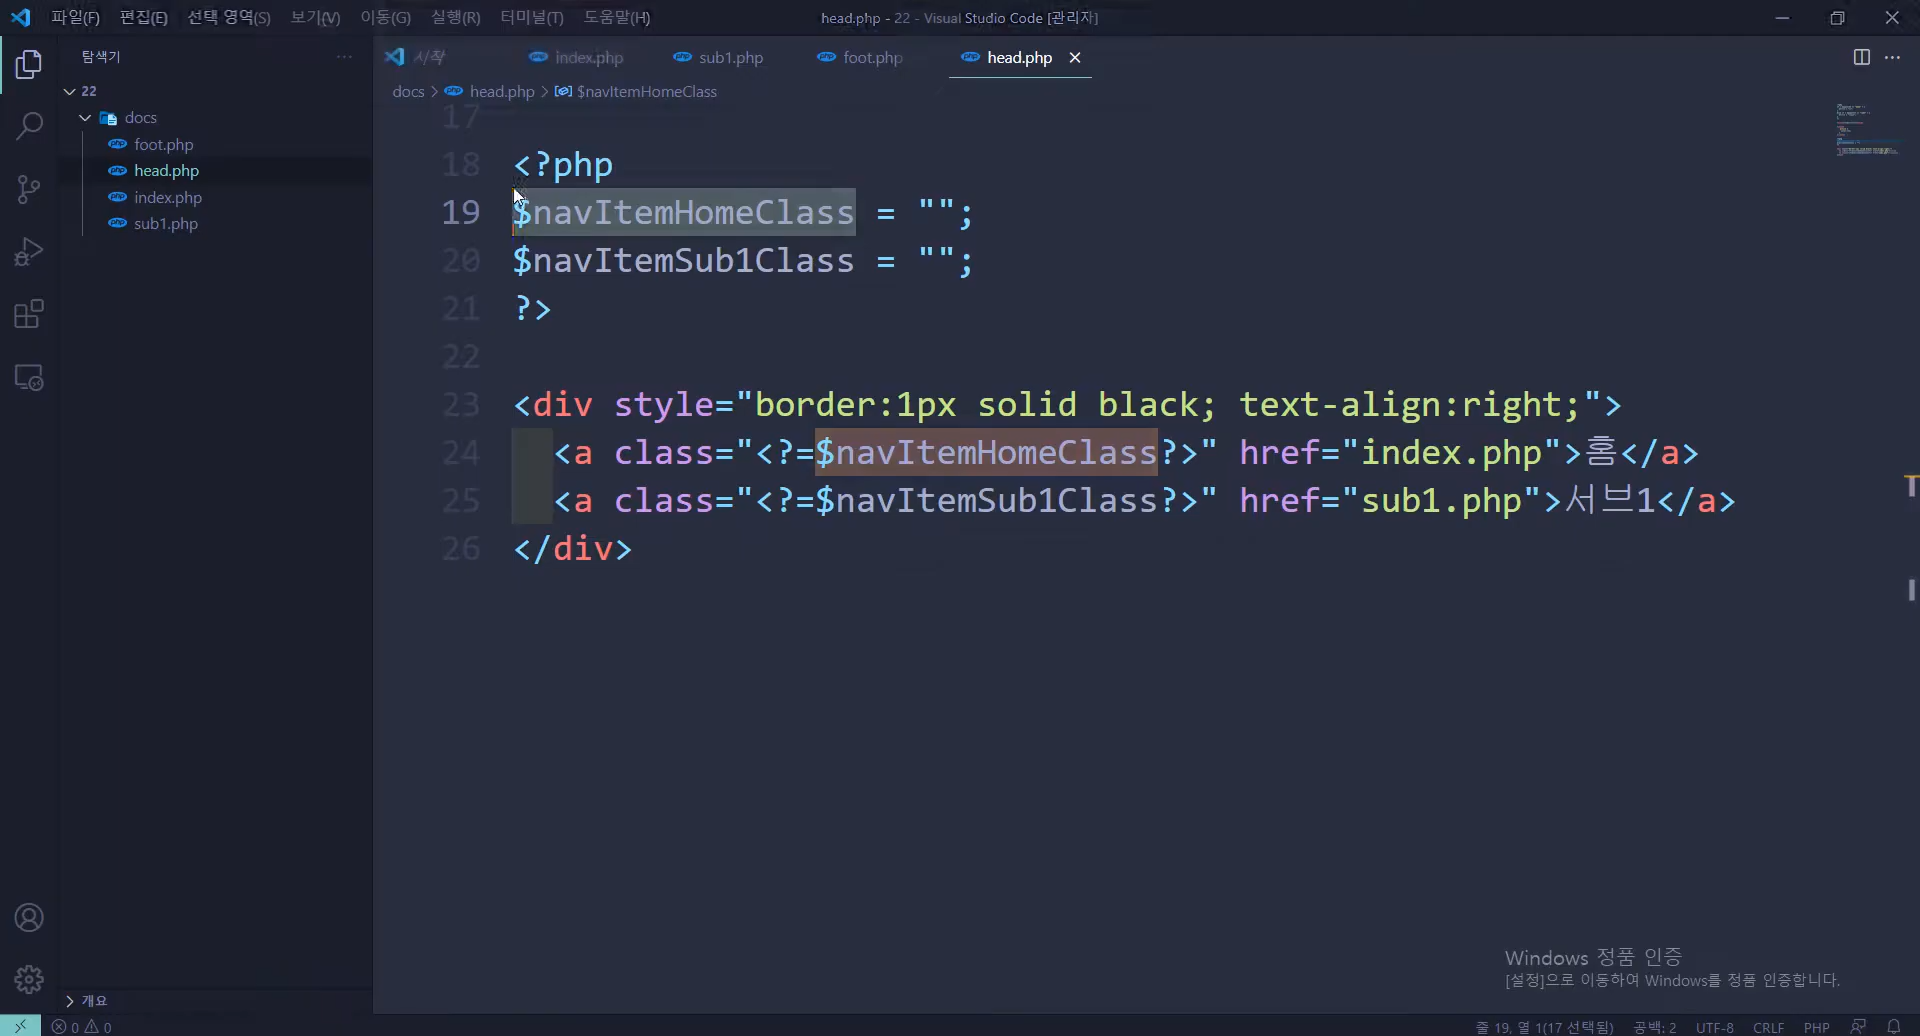 파일(F) 편집(E) 선택 영역(S) 보기(V) 이동(G) 실행(R) 터미널(T) 도움말(H)
head.php - 22 - Visual Studio Code [관리자]
탐색기
시작 index.php sub1.php foot.php head.php
22
docs > head.php > $navItemHomeClass
docs
foot.php
head.php
index.php
sub1.php
17
18 <?php
19 $navItemHomeClass = "";
20 $navItemSub1Class = "";
21 ?>
22
23 <div style="border:1px solid black; text-align:right;">
24 <a class="<?=$navItemHomeClass?>" href="index.php">홈</a>
25 <a class="<?=$navItemSub1Class?>" href="sub1.php">서브1</a>
26 </div>
Windows 정품 인증
[설정]으로 이동하여 Windows를 정품 인증합니다.
개요
0 0 줄 19, 열 1(17 선택됨) 공백: 2 UTF-8 CRLF PHP